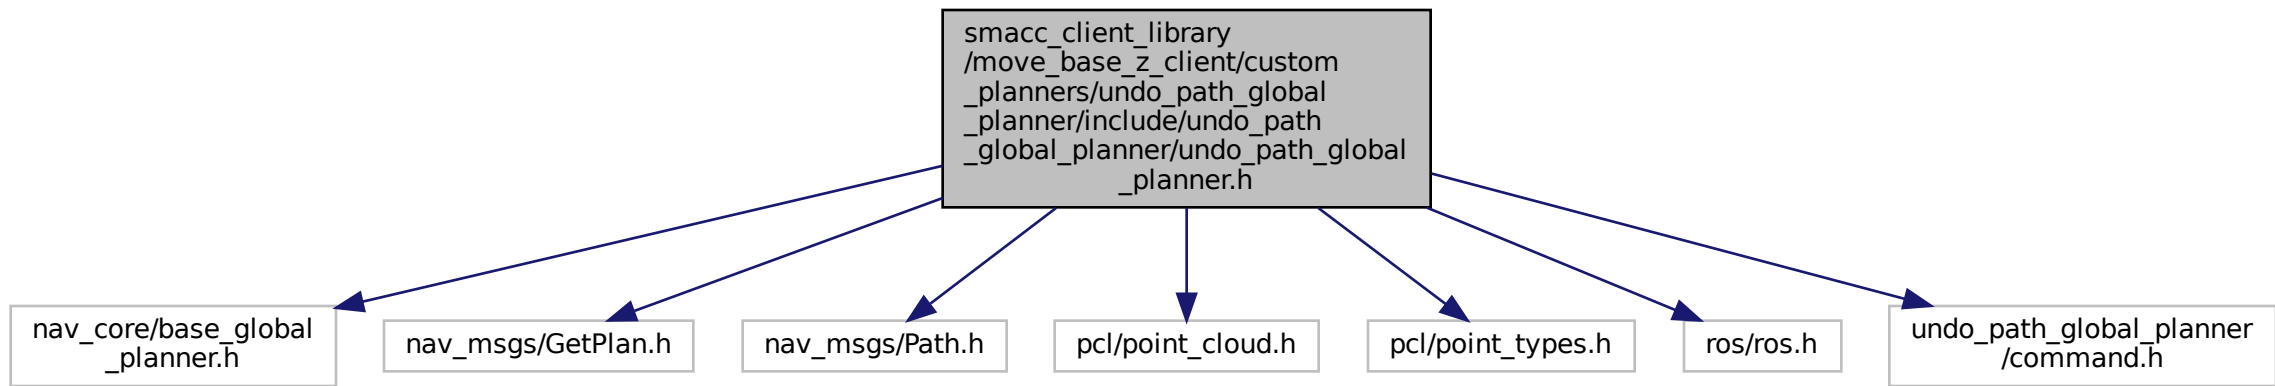 smacc_client_library
/move_base_z_client/custom
_planners/undo_path_global
_planner/include/undo_path
_global_planner/undo_path_global
_planner.h
nav_core/base_global
_planner.h
nav_msgs/GetPlan.h
nav_msgs/Path.h
pcl/point_cloud.h
pcl/point_types.h
ros/ros.h
undo_path_global_planner
/command.h